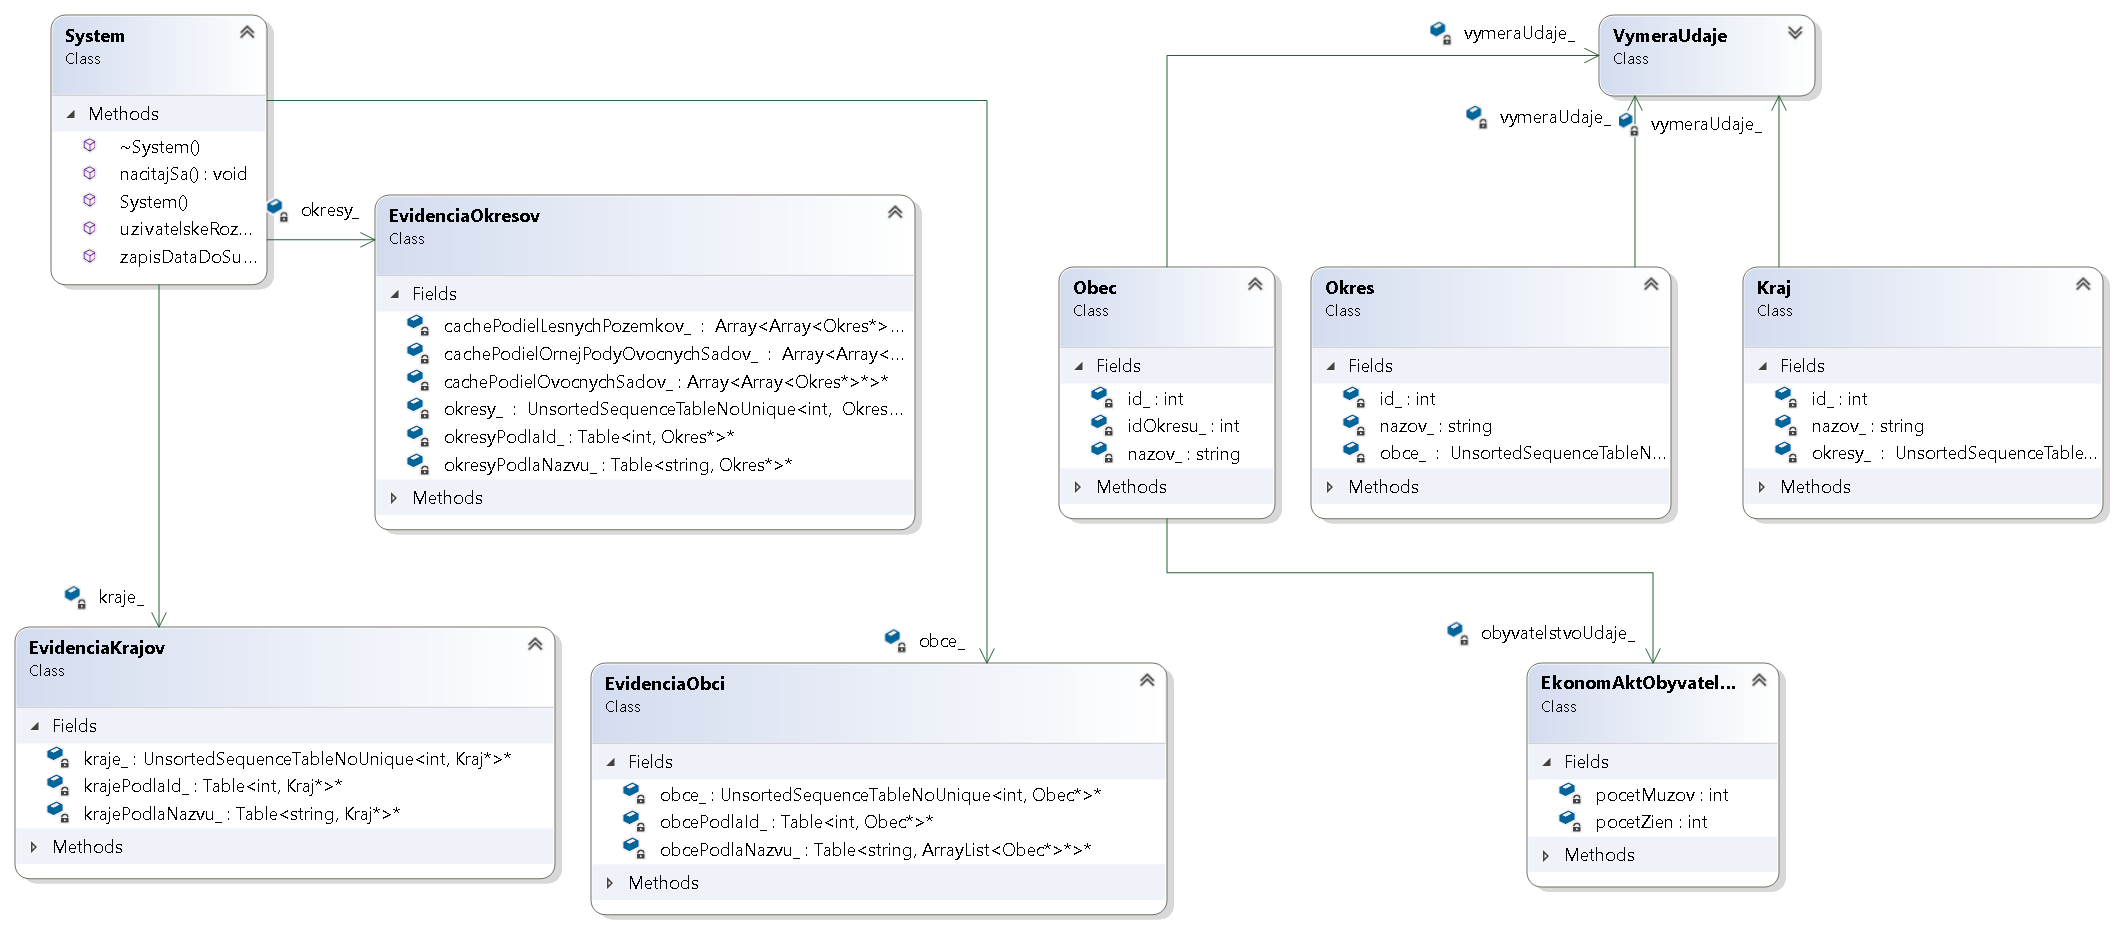 System
Class
Methods
~System()
nacitajSa() : void
System()
uzivatelskeRoz...
zapisDataDoSu...
okresy_
EvidenciaOkresov
Class
Fields
cachePodielLesnychPozemkov_ : Array<Array<Okres*>...
cachePodielOrnejPodyOvocnychSadov_ : Array<Array<...
cachePodielOvocnychSadov_ : Array<Array<Okres*>*>*
okresy_ : UnsortedSequenceTableNoUnique<int, Okres...
okresyPodlaId_ : Table<int, Okres*>*
okresyPodlaNazvu_ : Table<string, Okres*>*
Methods
kraje_
EvidenciaKrajov
Class
Fields
kraje_ : UnsortedSequenceTableNoUnique<int, Kraj*>*
krajePodlaId_ : Table<int, Kraj*>*
krajePodlaNazvu_ : Table<string, Kraj*>*
Methods
obce_
EvidenciaObci
Class
Fields
obce_ : UnsortedSequenceTableNoUnique<int, Obec*>*
obcePodlaId_ : Table<int, Obec*>*
obcePodlaNazvu_ : Table<string, ArrayList<Obec*>*>*
Methods
vymeraUdaje_
VymeraUdaje
Class
vymeraUdaje_
vymeraUdaje_
Obec
Class
Fields
id_ : int
idOkresu_ : int
nazov_ : string
Methods
Okres
Class
Fields
id_ : int
nazov_ : string
obce_ : UnsortedSequenceTableN...
Methods
Kraj
Class
Fields
id_ : int
nazov_ : string
okresy_ : UnsortedSequenceTable...
Methods
obyvatelstvoUdaje_
EkonomAktObyvatel...
Class
Fields
pocetMuzov : int
pocetZien : int
Methods